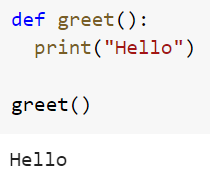 def greet():
  print("Hello")
greet()
Hello